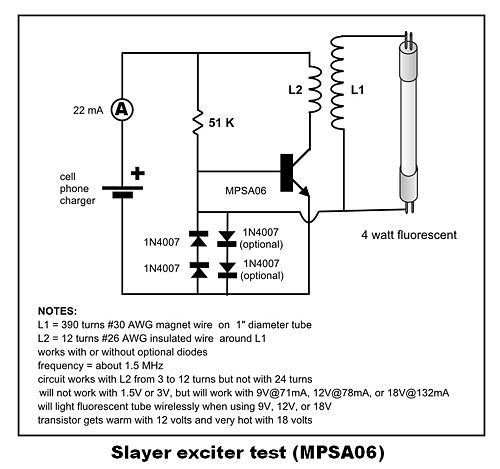 22 mA
A
L2
L1
51 K
cell
phone
charger
+
MPSA06
1N4007
1N4007
(optional)
1N4007
1N4007
(optional)
4 watt fluorescent
NOTES:
L1 = 390 turns #30 AWG magnet wire on 1" diameter tube
L2 = 12 turns #26 AWG insulated wire around L1
works with or without optional diodes
frequency = about 1.5 MHz
circuit works with L2 from 3 to 12 turns but not with 24 turns
will not work with 1.5V or 3V, but will work with 9V@71mA, 12V@78mA, or 18V@132mA
will light fluorescent tube wirelessly when using 9V, 12V, or 18V
transistor gets warm with 12 volts and very hot with 18 volts
Slayer exciter test (MPSA06)